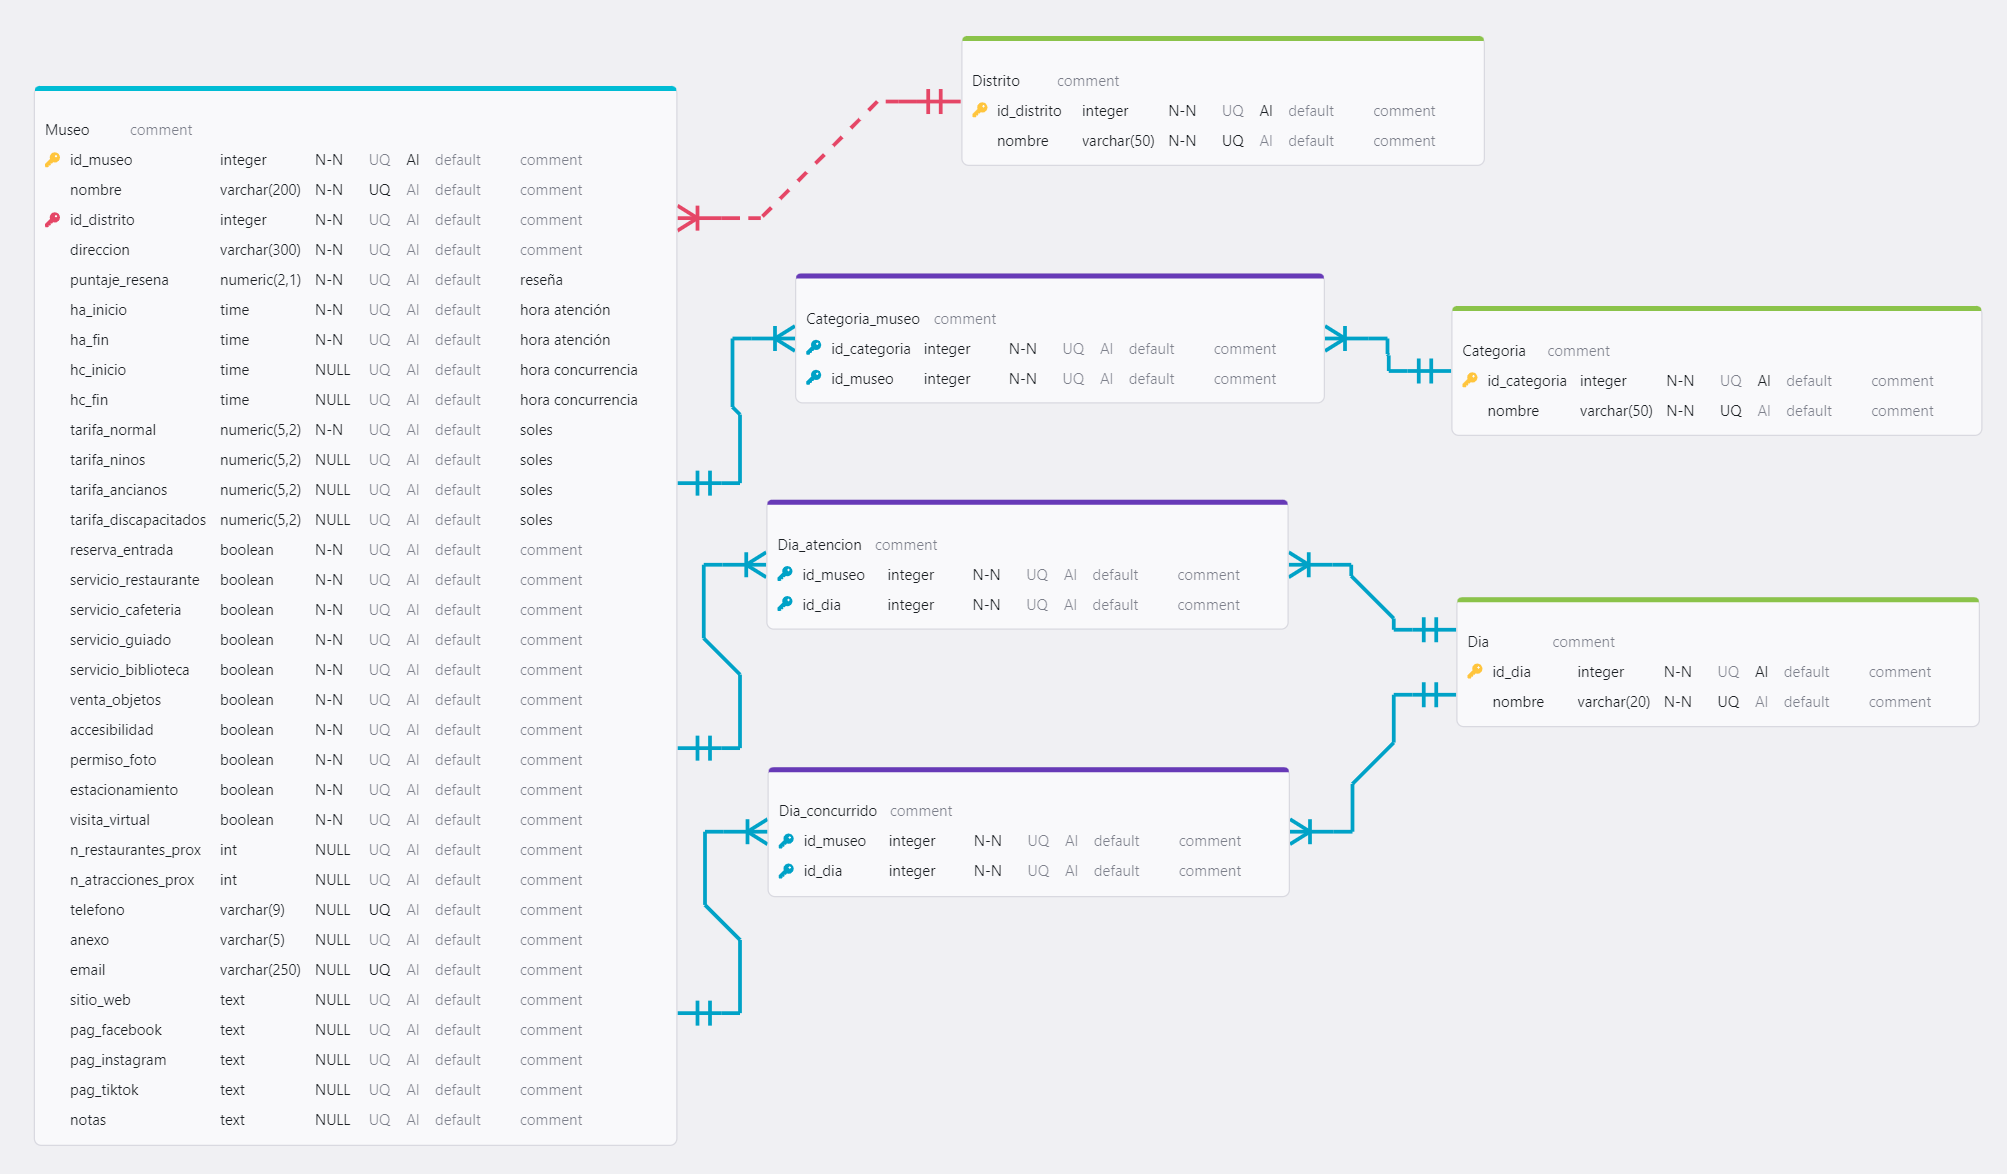 Museo comment
id_museo integer N-N UQ AI default comment
nombre varchar(200) N-N UQ AI default comment
id_distrito integer N-N UQ AI default comment
direccion varchar(300) N-N UQ AI default comment
puntaje_resena numeric(2,1) N-N UQ AI default reseña
ha_inicio time N-N UQ AI default hora atención
ha_fin time N-N UQ AI default hora atención
hc_inicio time NULL UQ AI default hora concurrencia
hc_fin time NULL UQ AI default hora concurrencia
tarifa_normal numeric(5,2) N-N UQ AI default soles
tarifa_ninos numeric(5,2) NULL UQ AI default soles
tarifa_ancianos numeric(5,2) NULL UQ AI default soles
tarifa_discapacitados numeric(5,2) NULL UQ AI default soles
reserva_entrada boolean N-N UQ AI default comment
servicio_restaurante boolean N-N UQ AI default comment
servicio_cafeteria boolean N-N UQ AI default comment
servicio_guiado boolean N-N UQ AI default comment
servicio_biblioteca boolean N-N UQ AI default comment
venta_objetos boolean N-N UQ AI default comment
accesibilidad boolean N-N UQ AI default comment
permiso_foto boolean N-N UQ AI default comment
estacionamiento boolean N-N UQ AI default comment
visita_virtual boolean N-N UQ AI default comment
n_restaurantes_prox int NULL UQ AI default comment
n_atracciones_prox int NULL UQ AI default comment
telefono varchar(9) NULL UQ AI default comment
anexo varchar(5) NULL UQ AI default comment
email varchar(250) NULL UQ AI default comment
sitio_web text NULL UQ AI default comment
pag_facebook text NULL UQ AI default comment
pag_instagram text NULL UQ AI default comment
pag_tiktok text NULL UQ AI default comment
notas text NULL UQ AI default comment
Distrito comment
id_distrito integer N-N UQ AI default comment
nombre varchar(50) N-N UQ AI default comment
Categoria_museo comment
id_categoria integer N-N UQ AI default comment
id_museo integer N-N UQ AI default comment
Categoria comment
id_categoria integer N-N UQ AI default comment
nombre varchar(50) N-N UQ AI default comment
Dia_atencion comment
id_museo integer N-N UQ AI default comment
id_dia integer N-N UQ AI default comment
Dia comment
id_dia integer N-N UQ AI default comment
nombre varchar(20) N-N UQ AI default comment
Dia_concurrido comment
id_museo integer N-N UQ AI default comment
id_dia integer N-N UQ AI default comment